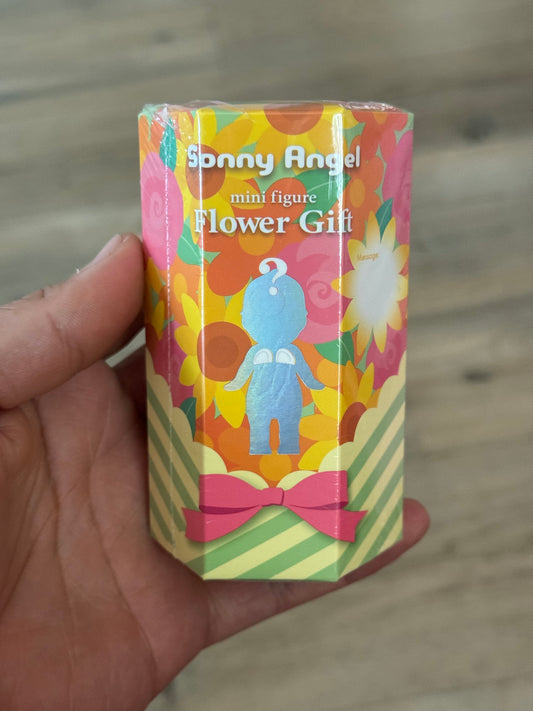 Sonny Angel
mini figure
Flower Gift
?
Message